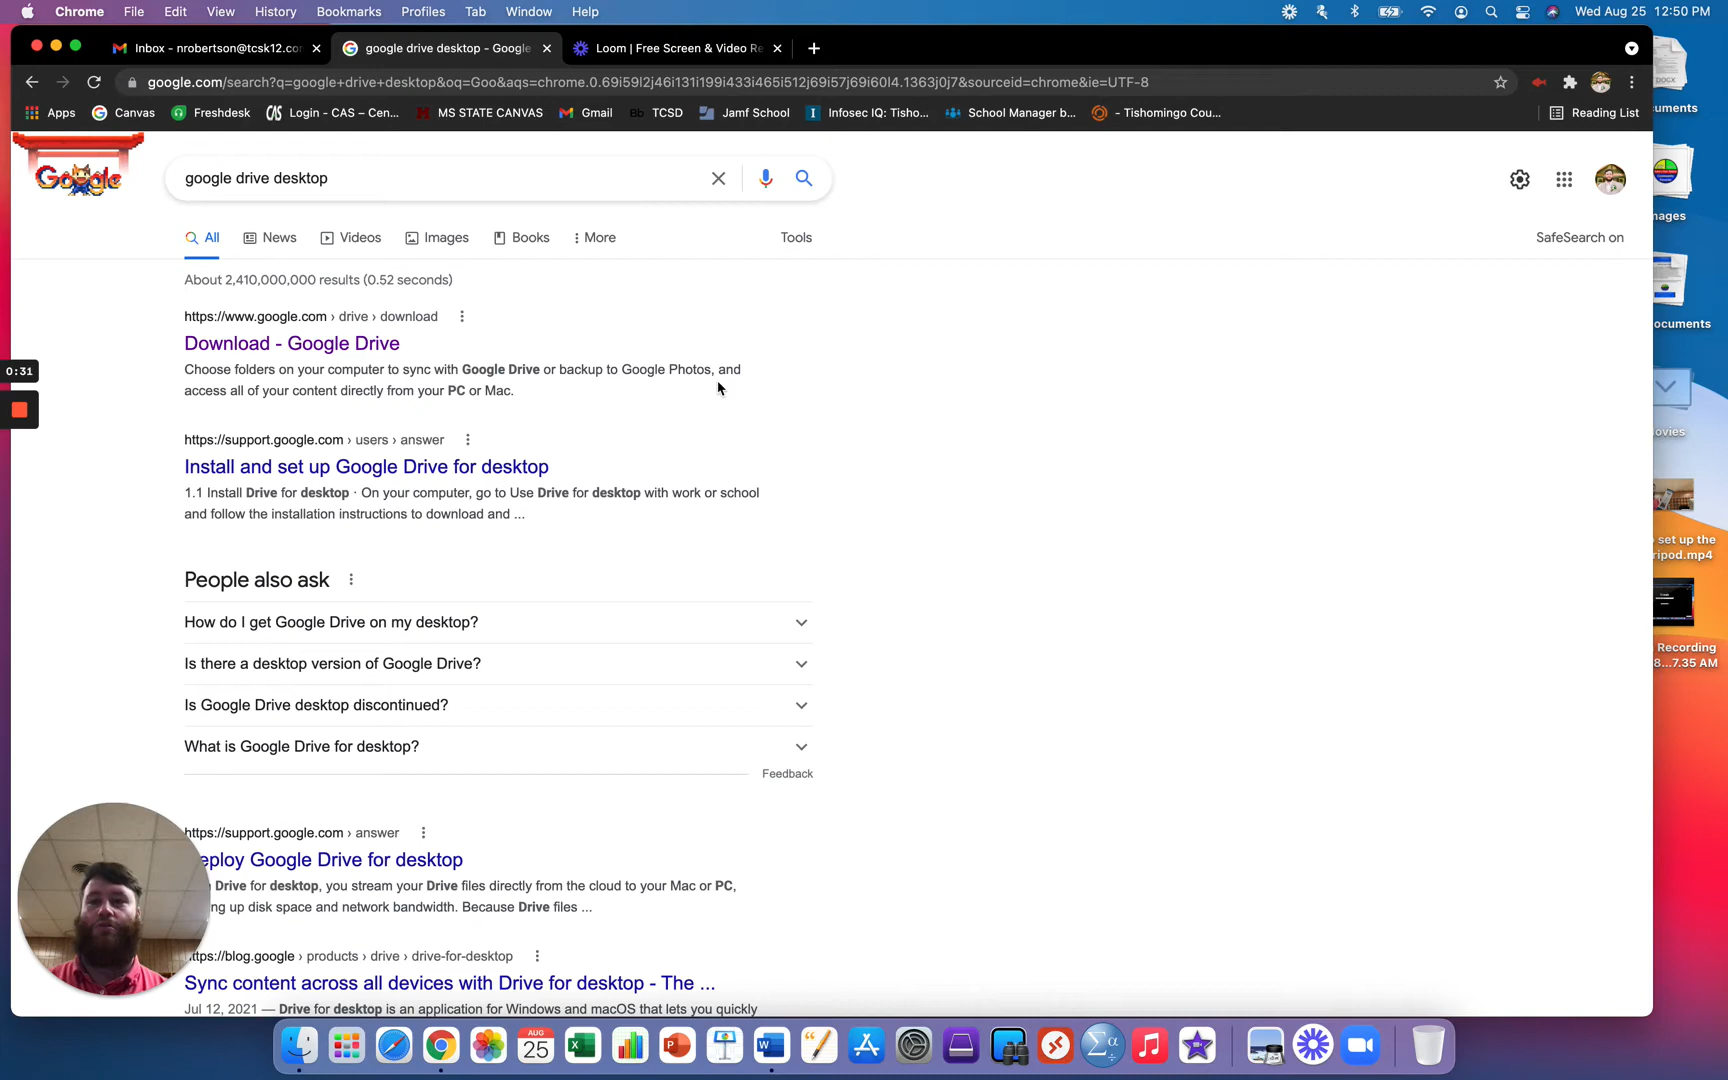 Chrome File Edit View History Bookmarks Profiles Tab Window Help
Wed Aug 25 12:50 PM
Inbox - nrobertson@tcsk12.co
google drive desktop - Google
Loom | Free Screen & Video Re
google.com/search?q=google+drive+desktop&oq=Goo&aqs=chrome.0.69i59l2j46i131i199i433i465i512j69i57j69i60l4.1363j0j7&sourceid=chrome&ie=UTF-8
Apps Canvas Freshdesk Login - CAS – Cen... MS STATE CANVAS Gmail Bb TCSD Jamf School Infosec IQ: Tisho... School Manager b... - Tishomingo Cou... Reading List
Google
google drive desktop
All News Videos Images Books More Tools
SafeSearch on
About 2,410,000,000 results (0.52 seconds)
https://www.google.com › drive › download
Download - Google Drive
Choose folders on your computer to sync with Google Drive or backup to Google Photos, and
access all of your content directly from your PC or Mac.
0:31
https://support.google.com › users › answer
Install and set up Google Drive for desktop
1.1 Install Drive for desktop · On your computer, go to Use Drive for desktop with work or school
and follow the installation instructions to download and ...
People also ask
How do I get Google Drive on my desktop?
Is there a desktop version of Google Drive?
Is Google Drive desktop discontinued?
What is Google Drive for desktop?
Feedback
https://support.google.com › answer
eploy Google Drive for desktop
Drive for desktop, you stream your Drive files directly from the cloud to your Mac or PC,
ng up disk space and network bandwidth. Because Drive files ...
ttps://blog.google › products › drive › drive-for-desktop
Sync content across all devices with Drive for desktop - The ...
Jul 12, 2021 — Drive for desktop is an application for Windows and macOS that lets you quickly
DOCX
cuments
nages
ocuments
ovies
set up the
ripod.mp4
Recording
8...7.35 AM
AUG
25